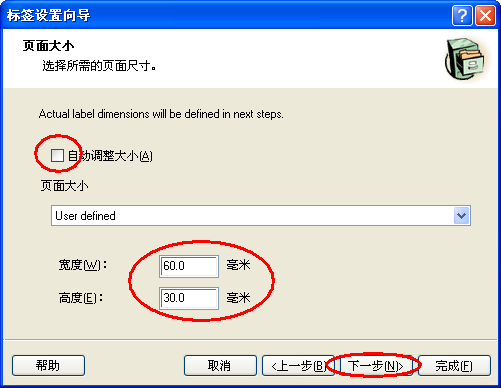 标签设置向导
页面大小
选择所需的页面尺寸。
Actual label dimensions will be defined in next steps.
自动调整大小(A)
页面大小
User defined
宽度(W)： 60.0 毫米
高度(E)： 30.0 毫米
帮助 取消 <上一步(B) 下一步(N)> 完成(F)